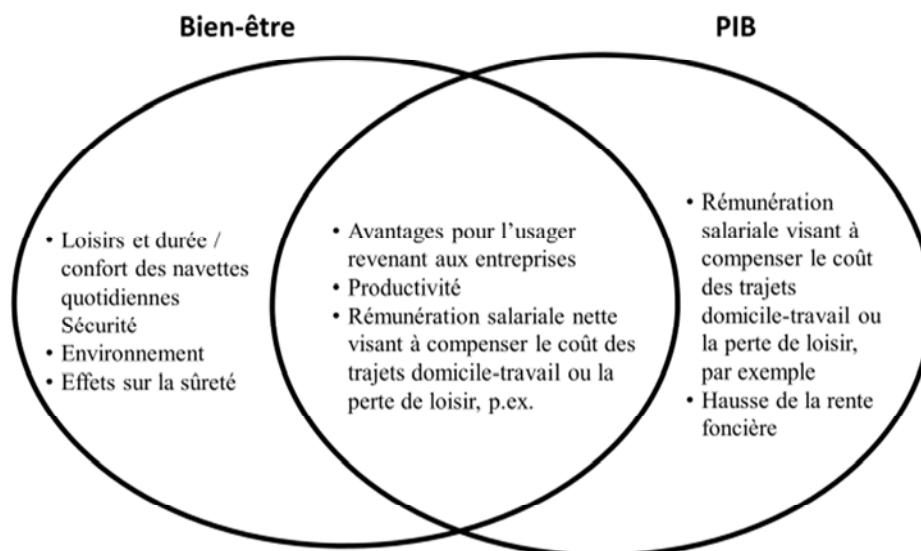 Bien-être
PIB
• Loisirs et durée /
confort des navettes
quotidiennes
Sécurité
• Environnement
• Effets sur la sûreté
• Avantages pour l’usager
revenant aux entreprises
• Productivité
• Rémunération salariale nette
visant à compenser le coût des
trajets domicile-travail ou la
perte de loisir, p.ex.
• Rémunération
salariale visant à
compenser le coût
des trajets
domicile-travail ou
la perte de loisir,
par exemple
• Hausse de la rente
foncière